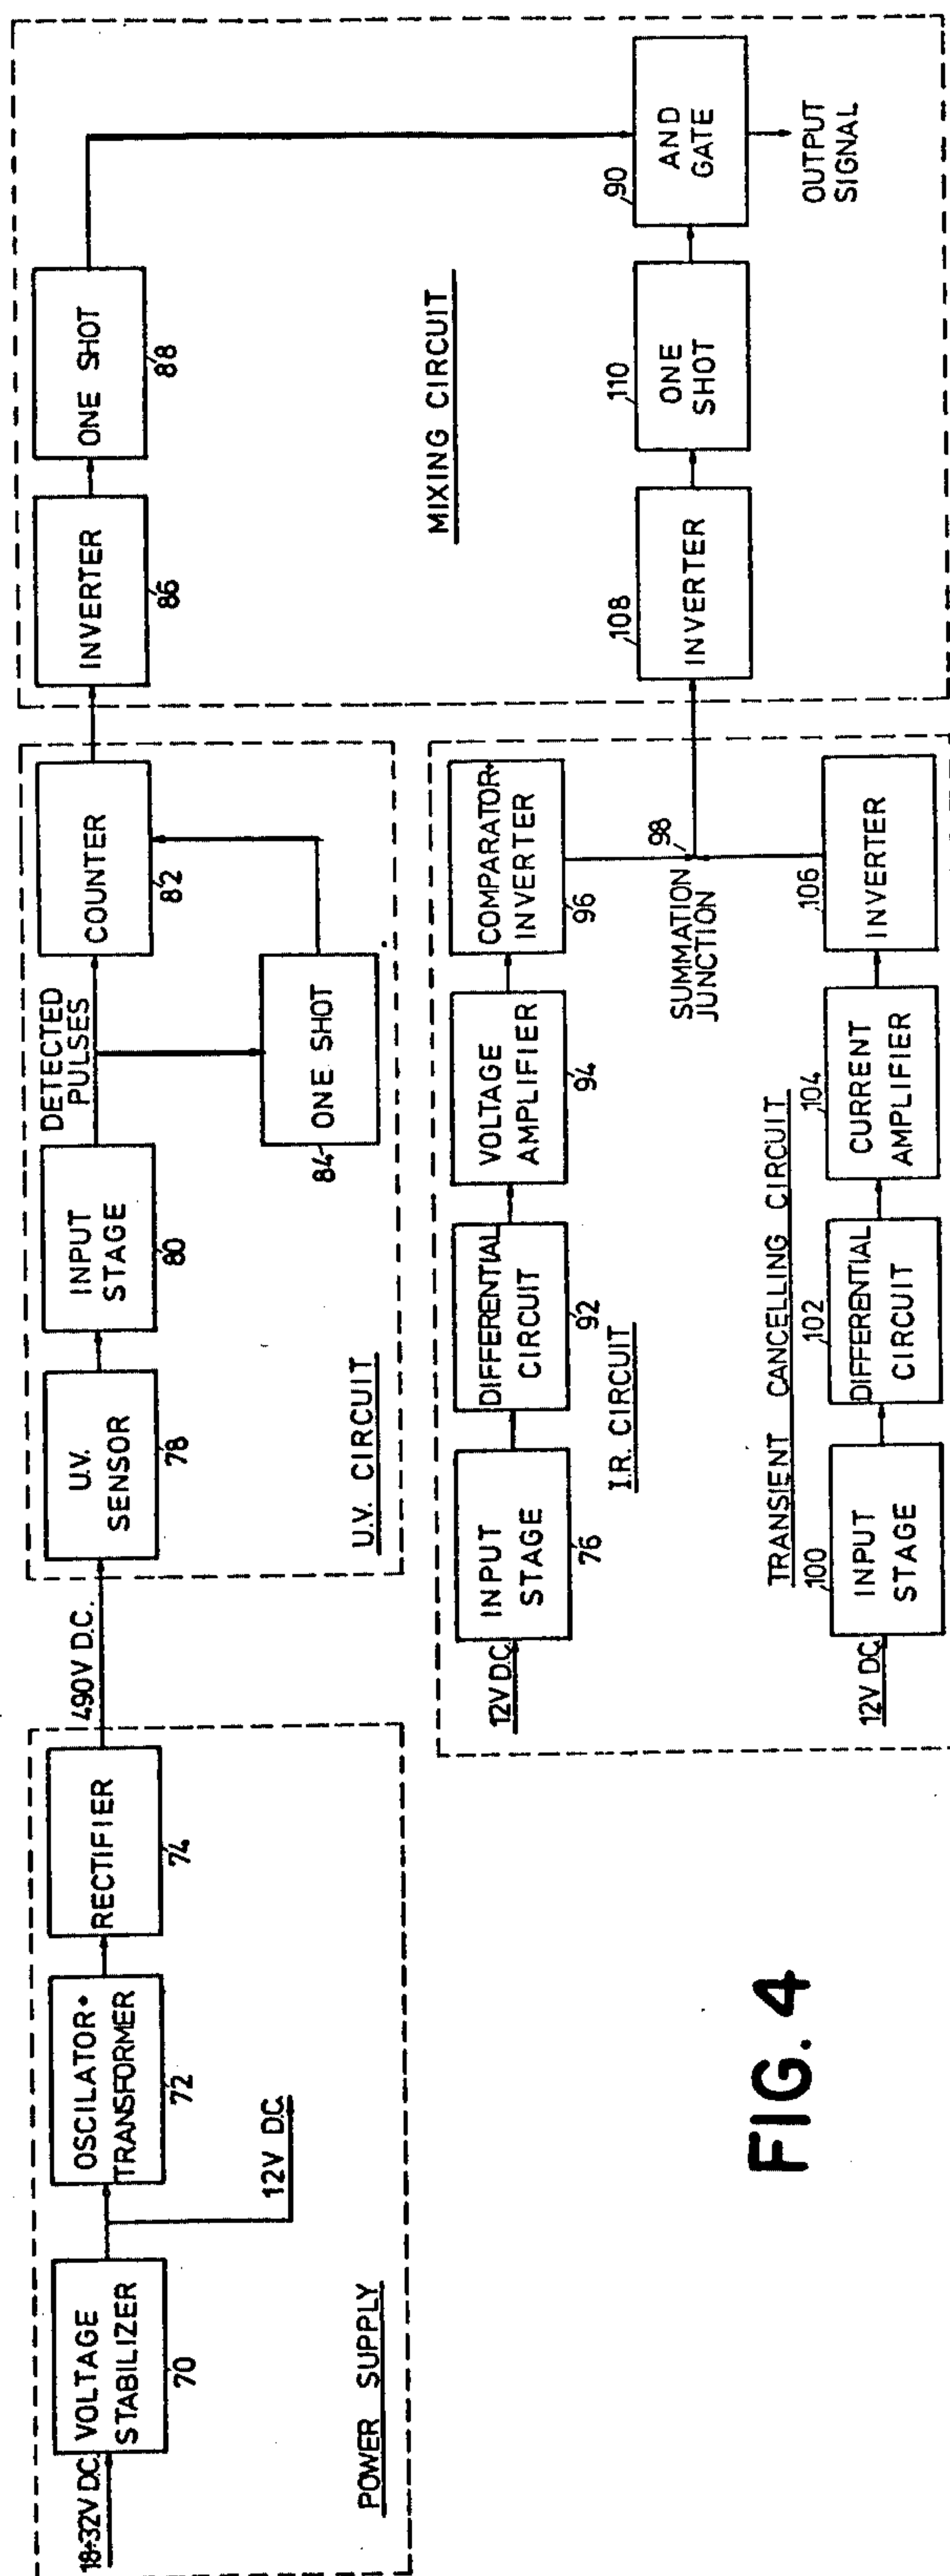 18÷32V D.C.
VOLTAGE
STABILIZER
70
OSCILATOR+
TRANSFORMER
72
12V D.C.
RECTIFIER
74
POWER SUPPLY
490V D.C.
U.V.
SENSOR
78
INPUT
STAGE
80
DETECTED
PULSES
84
ONE SHOT
COUNTER
82
U.V. CIRCUIT
12V D.C.
INPUT
STAGE
76
DIFFERENTIAL
CIRCUIT
92
VOLTAGE
AMPLIFIER
94
COMPARATOR+
INVERTER
96
I.R. CIRCUIT
SUMMATION
JUNCTION
98
TRANSIENT CANCELLING CIRCUIT
12V DC
100
INPUT
STAGE
102
DIFFERENTIAL
CIRCUIT
104
CURRENT
AMPLIFIER
106
INVERTER
INVERTER
86
ONE SHOT
88
MIXING CIRCUIT
108
INVERTER
110
ONE
SHOT
90
AND
GATE
OUTPUT
SIGNAL
FIG. 4